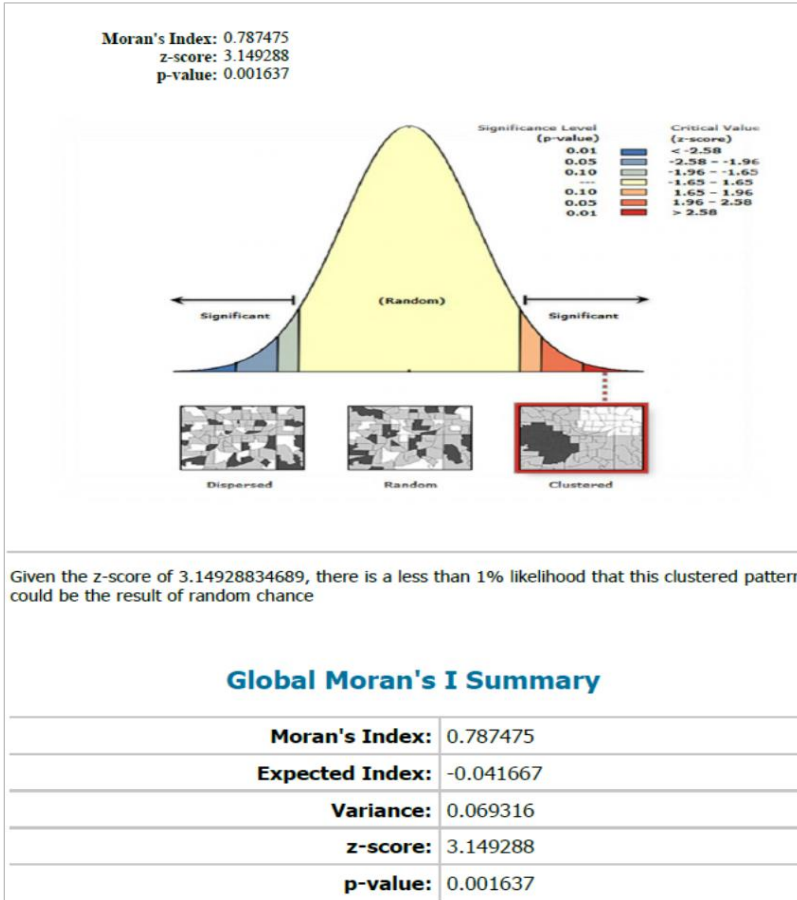 Moran's Index: 0.787475
z-score: 3.149288
p-value: 0.001637
Significance Level
(p-value)
Critical Value
(z-score)
0.01 < -2.58
0.05 -2.58 - -1.96
0.10 -1.96 - -1.65
--- -1.65 - 1.65
0.10 1.65 - 1.96
0.05 1.96 - 2.58
0.01 > 2.58
(Random)
Significant
Significant
Dispersed
Random
Clustered
Given the z-score of 3.14928834689, there is a less than 1% likelihood that this clustered pattern
could be the result of random chance
Global Moran's I Summary
Moran's Index: 0.787475
Expected Index: -0.041667
Variance: 0.069316
z-score: 3.149288
p-value: 0.001637